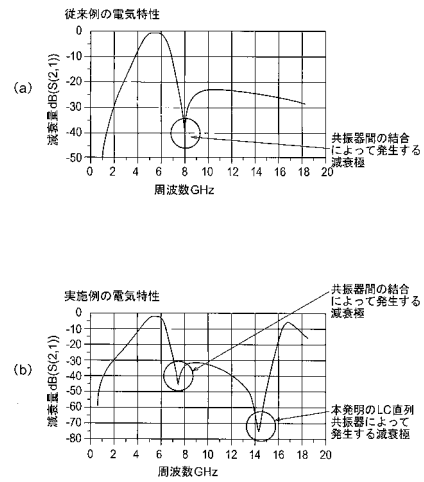 従来例の電気特性
(a)
減衰量dB(S(2,1))
0
-10
-20
-30
-40
-50
0 2 4 6 8 10 12 14 16 18 20
周波数GHz
共振器間の結合
によって発生する
減衰極
実施例の電気特性
(b)
減衰量dB(S(2,1))
0
-10
-20
-30
-40
-50
-60
-70
-80
0 2 4 6 8 10 12 14 16 18 20
周波数GHz
共振器間の結合
によって発生する
減衰極
本発明のLC直列
共振器によって
発生する減衰極